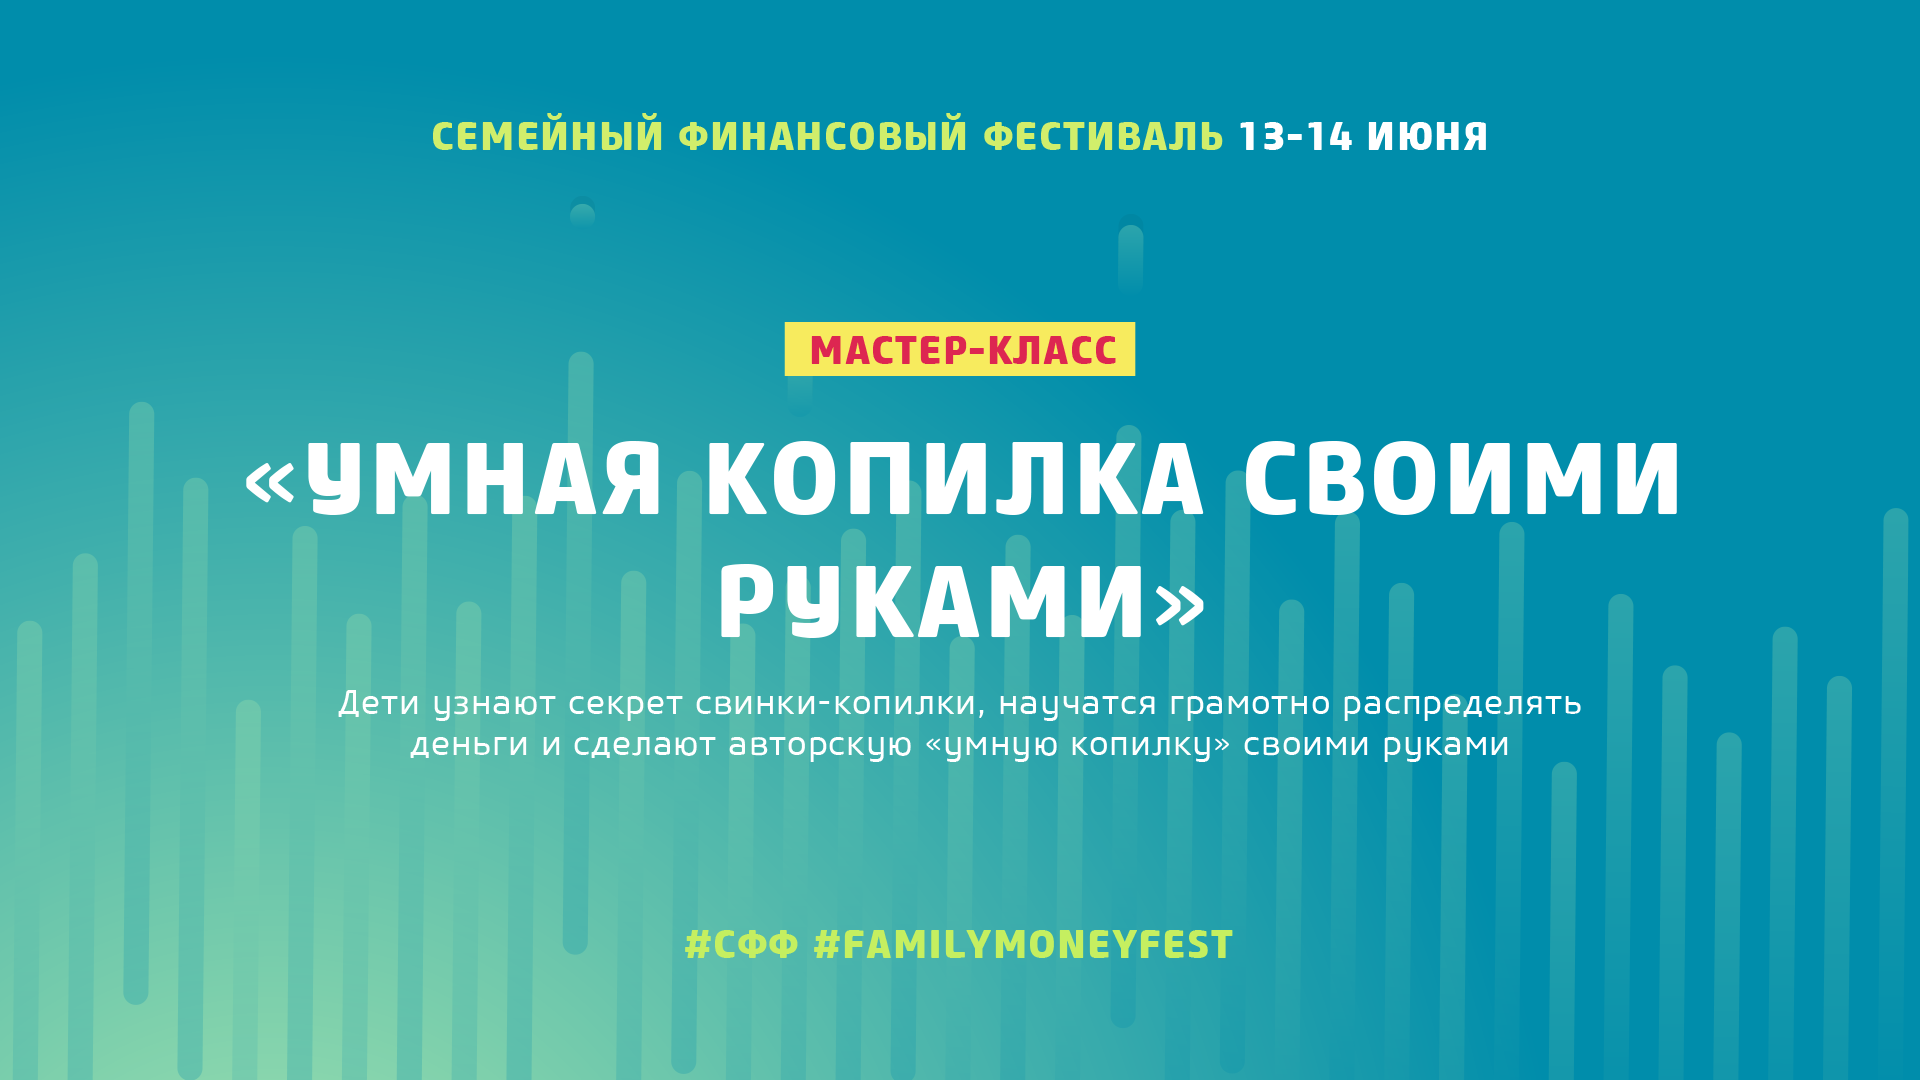 СЕМЕЙНЫЙ ФИНАНСОВЫЙ ФЕСТИВАЛЬ 13-14 ИЮНЯ
МАСТЕР-КЛАСС
«УМНАЯ КОПИЛКА СВОИМИ
РУКАМИ»
Дети узнают секрет свинки-копилки, научатся грамотно распределять
деньги и сделают авторскую «умную копилку» своими руками
#СФФ #FAMILYMONEYFEST